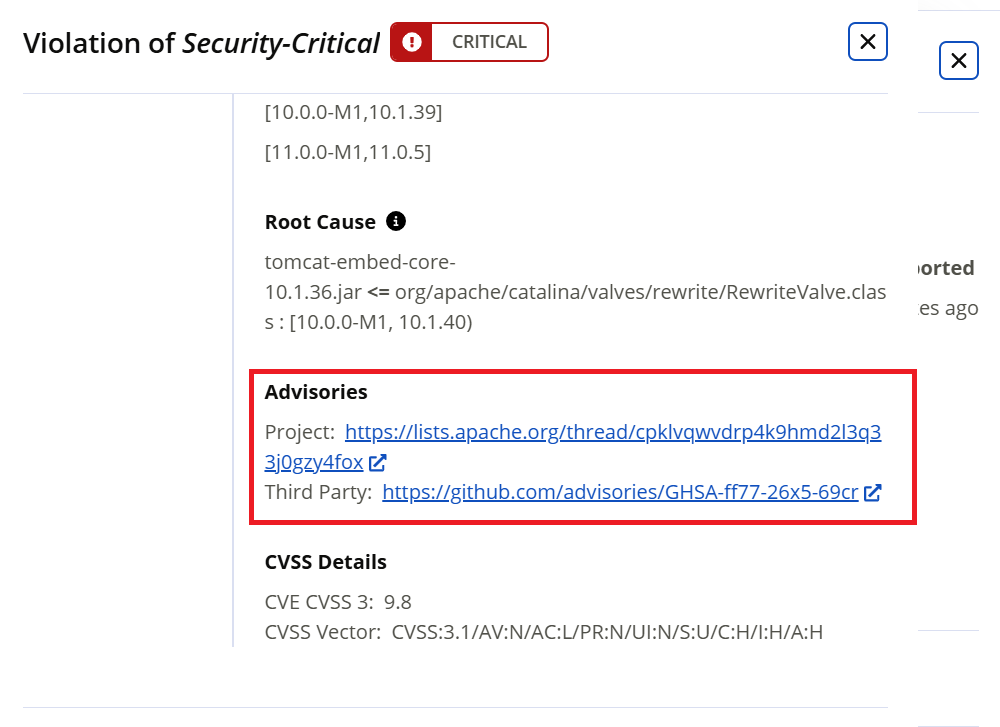 Violation of Security-Critical CRITICAL
[10.0.0-M1,10.1.39]
[11.0.0-M1,11.0.5]
Root Cause
tomcat-embed-core-
10.1.36.jar <= org/apache/catalina/valves/rewrite/RewriteValve.clas
s : [10.0.0-M1, 10.1.40)
Advisories
Project: https://lists.apache.org/thread/cpklvqwvdrp4k9hmd2l3q3
3j0gzy4fox
Third Party: https://github.com/advisories/GHSA-ff77-26x5-69cr
CVSS Details
CVE CVSS 3: 9.8
CVSS Vector: CVSS:3.1/AV:N/AC:L/PR:N/UI:N/S:U/C:H/I:H/A:H
ported
es ago